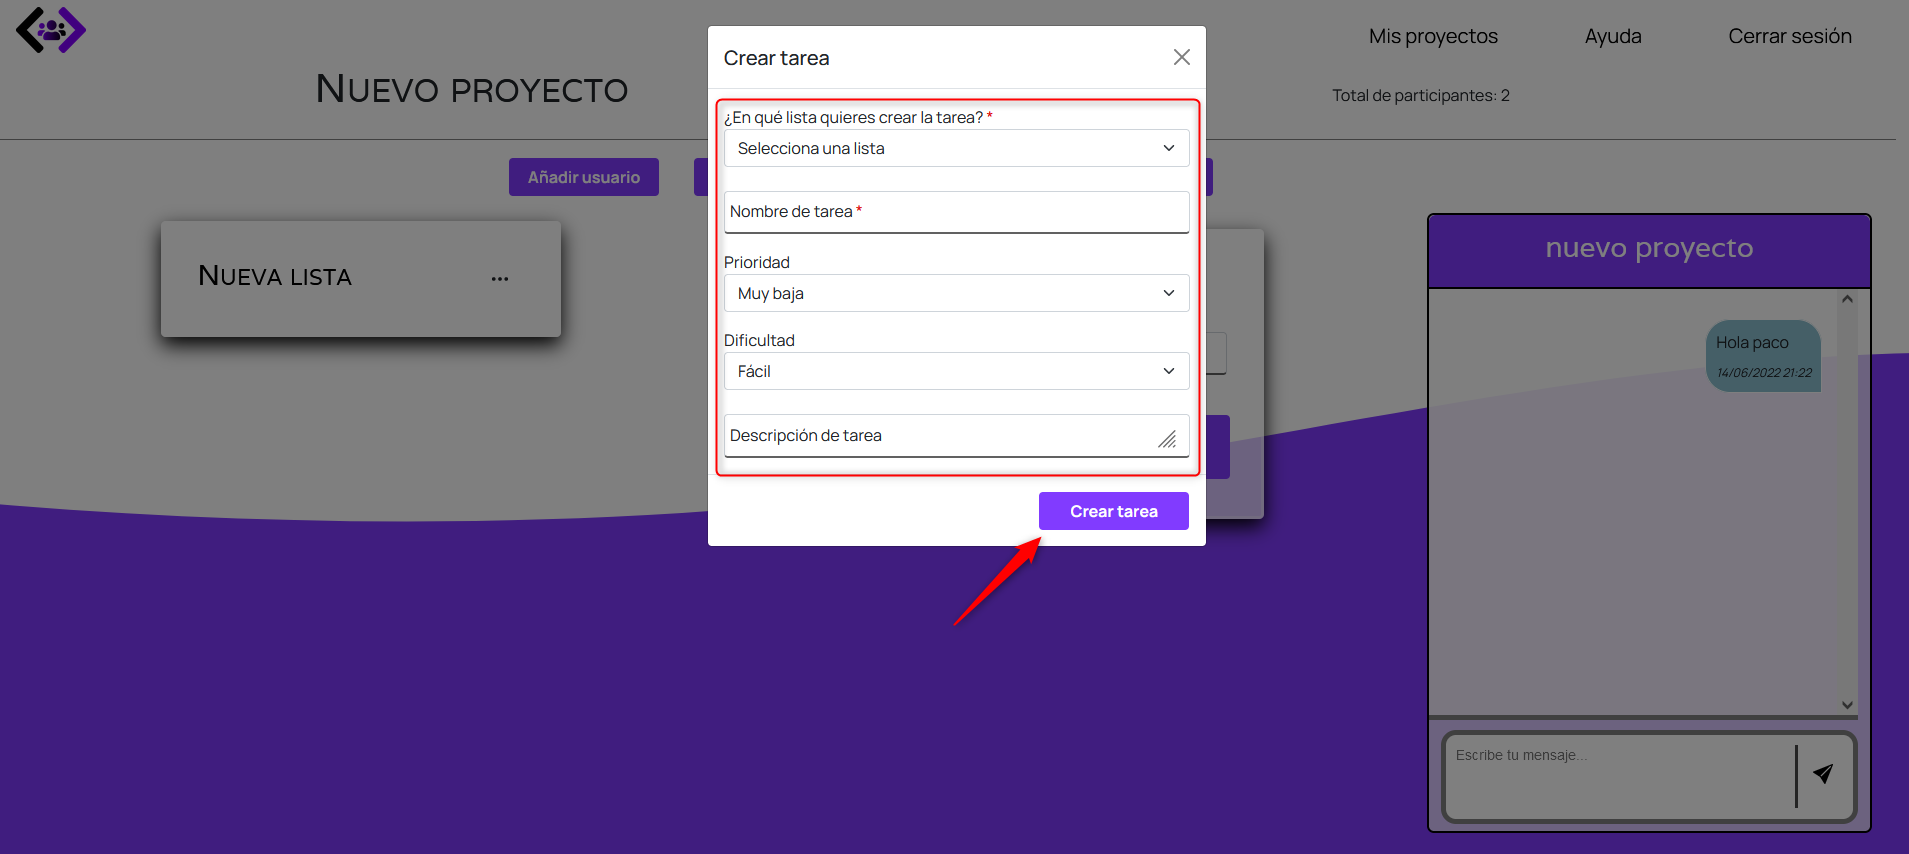 Mis proyectos
Ayuda
Cerrar sesión
Nuevo proyecto
Total de participantes: 2
Añadir usuario
Nueva lista
...
Crear tarea
¿En qué lista quieres crear la tarea? *
Selecciona una lista
Nombre de tarea *
Prioridad
Muy baja
Dificultad
Fácil
Descripción de tarea
Crear tarea
nuevo proyecto
Hola paco
14/06/2022 21:22
Escribe tu mensaje...